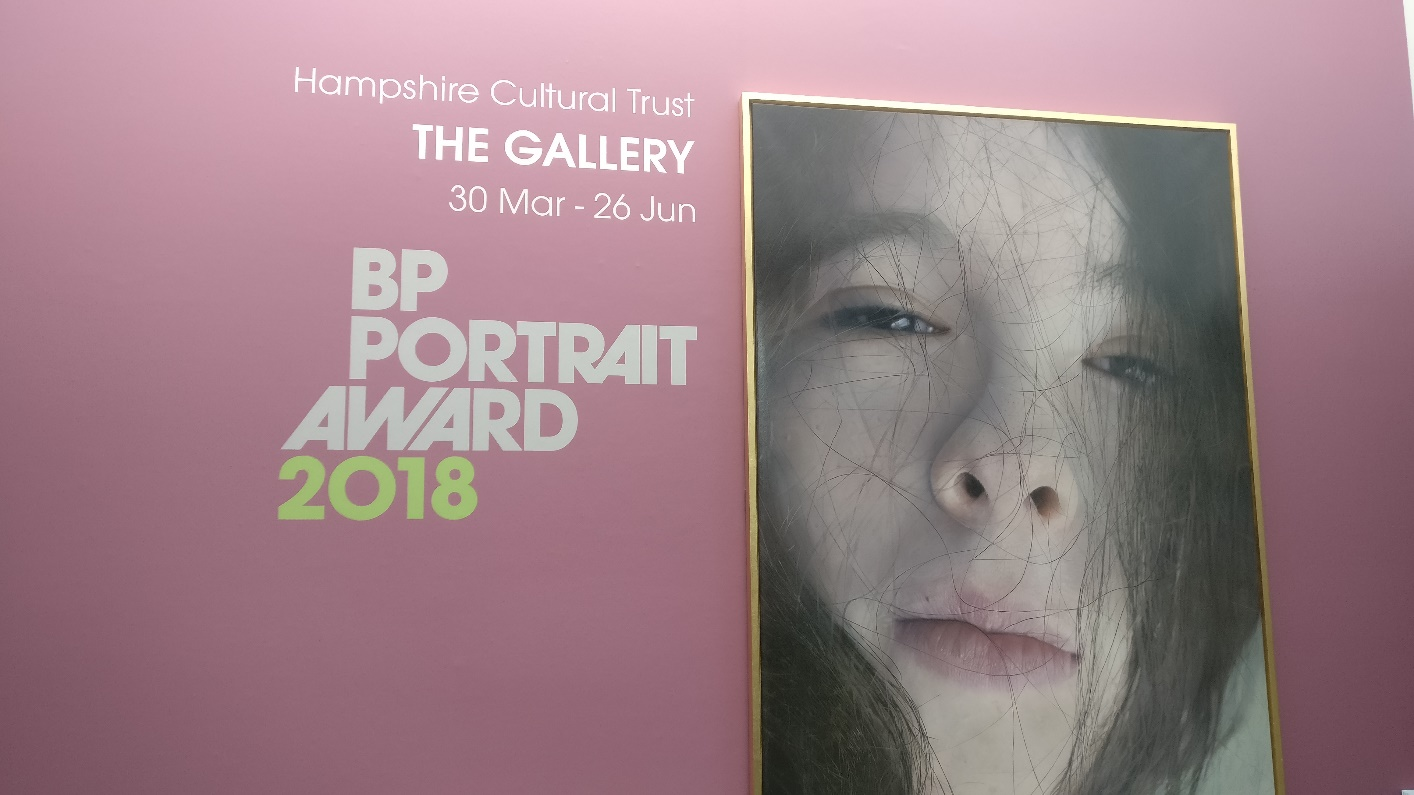 Hampshire Cultural Trust
THE GALLERY
30 Mar - 26 Jun
BP
PORTRAIT
AWARD
2018